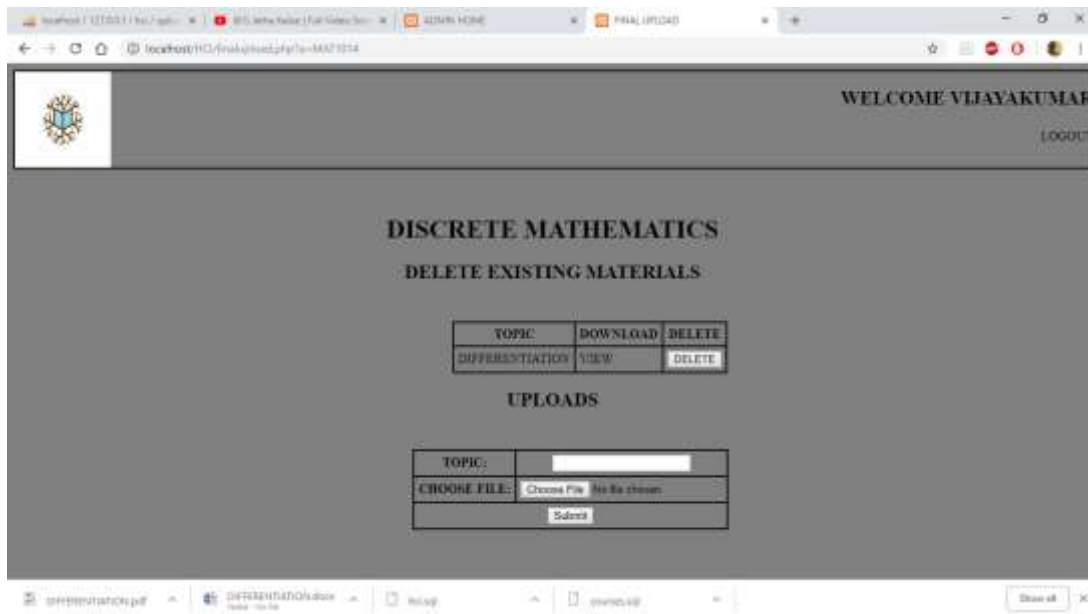 ADMIN HOME
FINAL UPLOAD
WELCOME VIJAYAKUMAR
LOGOUT
DISCRETE MATHEMATICS
DELETE EXISTING MATERIALS
TOPIC DOWNLOAD DELETE
DIFFERENTIATION VIEW DELETE
UPLOADS
TOPIC:
CHOOSE FILE: Choose File No file chosen
Submit
DIFFERENTIATION.pdf DIFFERENTIATION.docx Show all